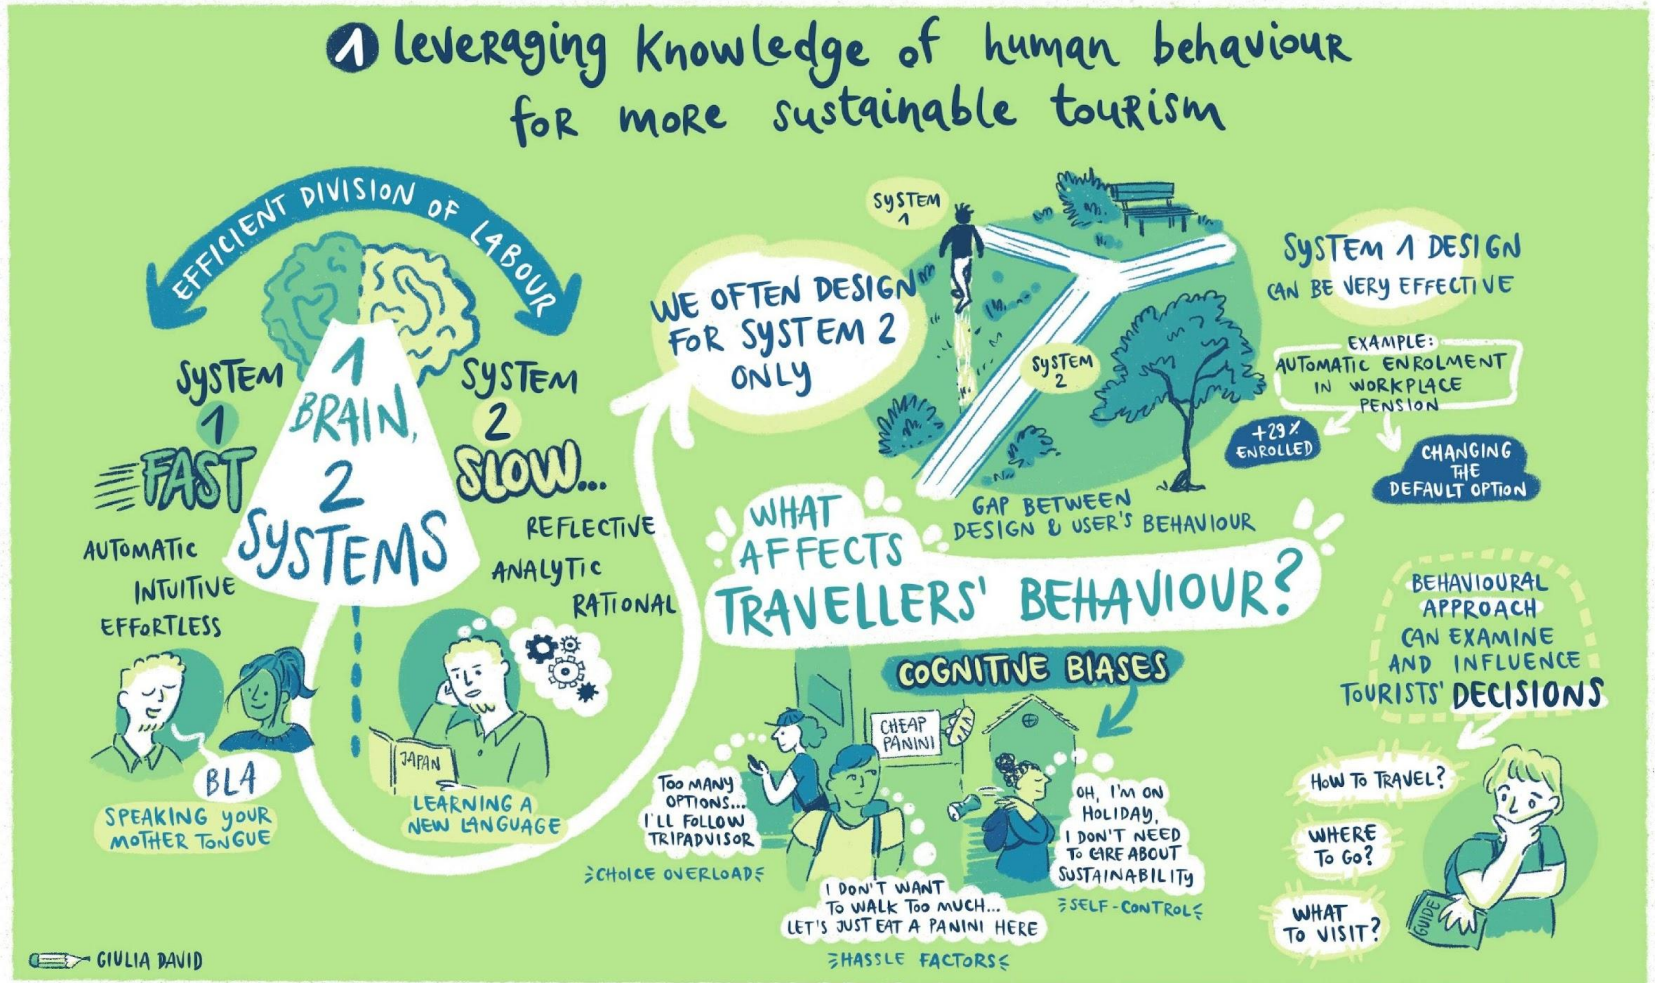 1 Leveraging knowledge of human behaviour
for more sustainable tourism
EFFICIENT DIVISION OF LABOUR
1
BRAIN,
2
SYSTEMS
SYSTEM
1
FAST
AUTOMATIC
INTUITIVE
EFFORTLESS
BLA
SPEAKING YOUR
MOTHER TONGUE
SYSTEM
2
SLOW...
REFLECTIVE
ANALYTIC
RATIONAL
JAPAN
LEARNING A
NEW LANGUAGE
WE OFTEN DESIGN
FOR SYSTEM 2
ONLY
SYSTEM
1
SYSTEM
2
GAP BETWEEN
DESIGN & USER'S BEHAVIOUR
SYSTEM 1 DESIGN
CAN BE VERY EFFECTIVE
EXAMPLE:
AUTOMATIC ENROLMENT
IN WORKPLACE
PENSION
+29%
ENROLLED
CHANGING
THE
DEFAULT OPTION
WHAT
AFFECTS
TRAVELLERS' BEHAVIOUR?
COGNITIVE BIASES
CHEAP
PANINI
TOO MANY
OPTIONS...
I'LL FOLLOW
TRIPADVISOR
CHOICE OVERLOAD
I DON'T WANT
TO WALK TOO MUCH...
LET'S JUST EAT A PANINI HERE
HASSLE FACTORS
OH, I'M ON
HOLIDAY,
I DON'T NEED
TO CARE ABOUT
SUSTAINABILITY
SELF-CONTROL
BEHAVIOURAL
APPROACH
CAN EXAMINE
AND INFLUENCE
TOURISTS' DECISIONS
HOW TO TRAVEL?
WHERE
TO GO?
WHAT
TO VISIT?
GUIDE
GIULIA DAVID